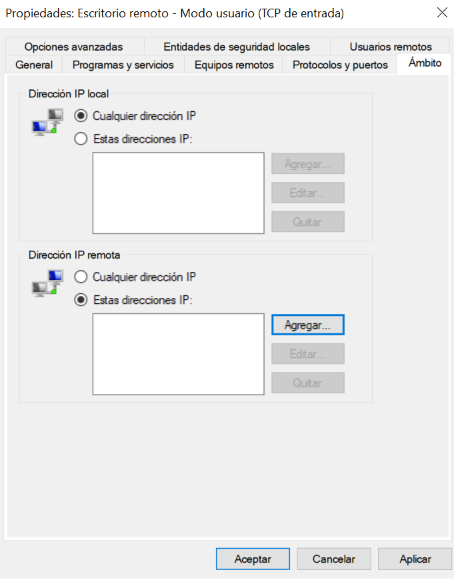 Propiedades: Escritorio remoto - Modo usuario (TCP de entrada)
Opciones avanzadas Entidades de seguridad locales Usuarios remotos
General Programas y servicios Equipos remotos Protocolos y puertos Ámbito
Dirección IP local
Cualquier dirección IP
Estas direcciones IP:
Agregar...
Editar...
Quitar
Dirección IP remota
Cualquier dirección IP
Estas direcciones IP:
Agregar...
Editar...
Quitar
Aceptar Cancelar Aplicar